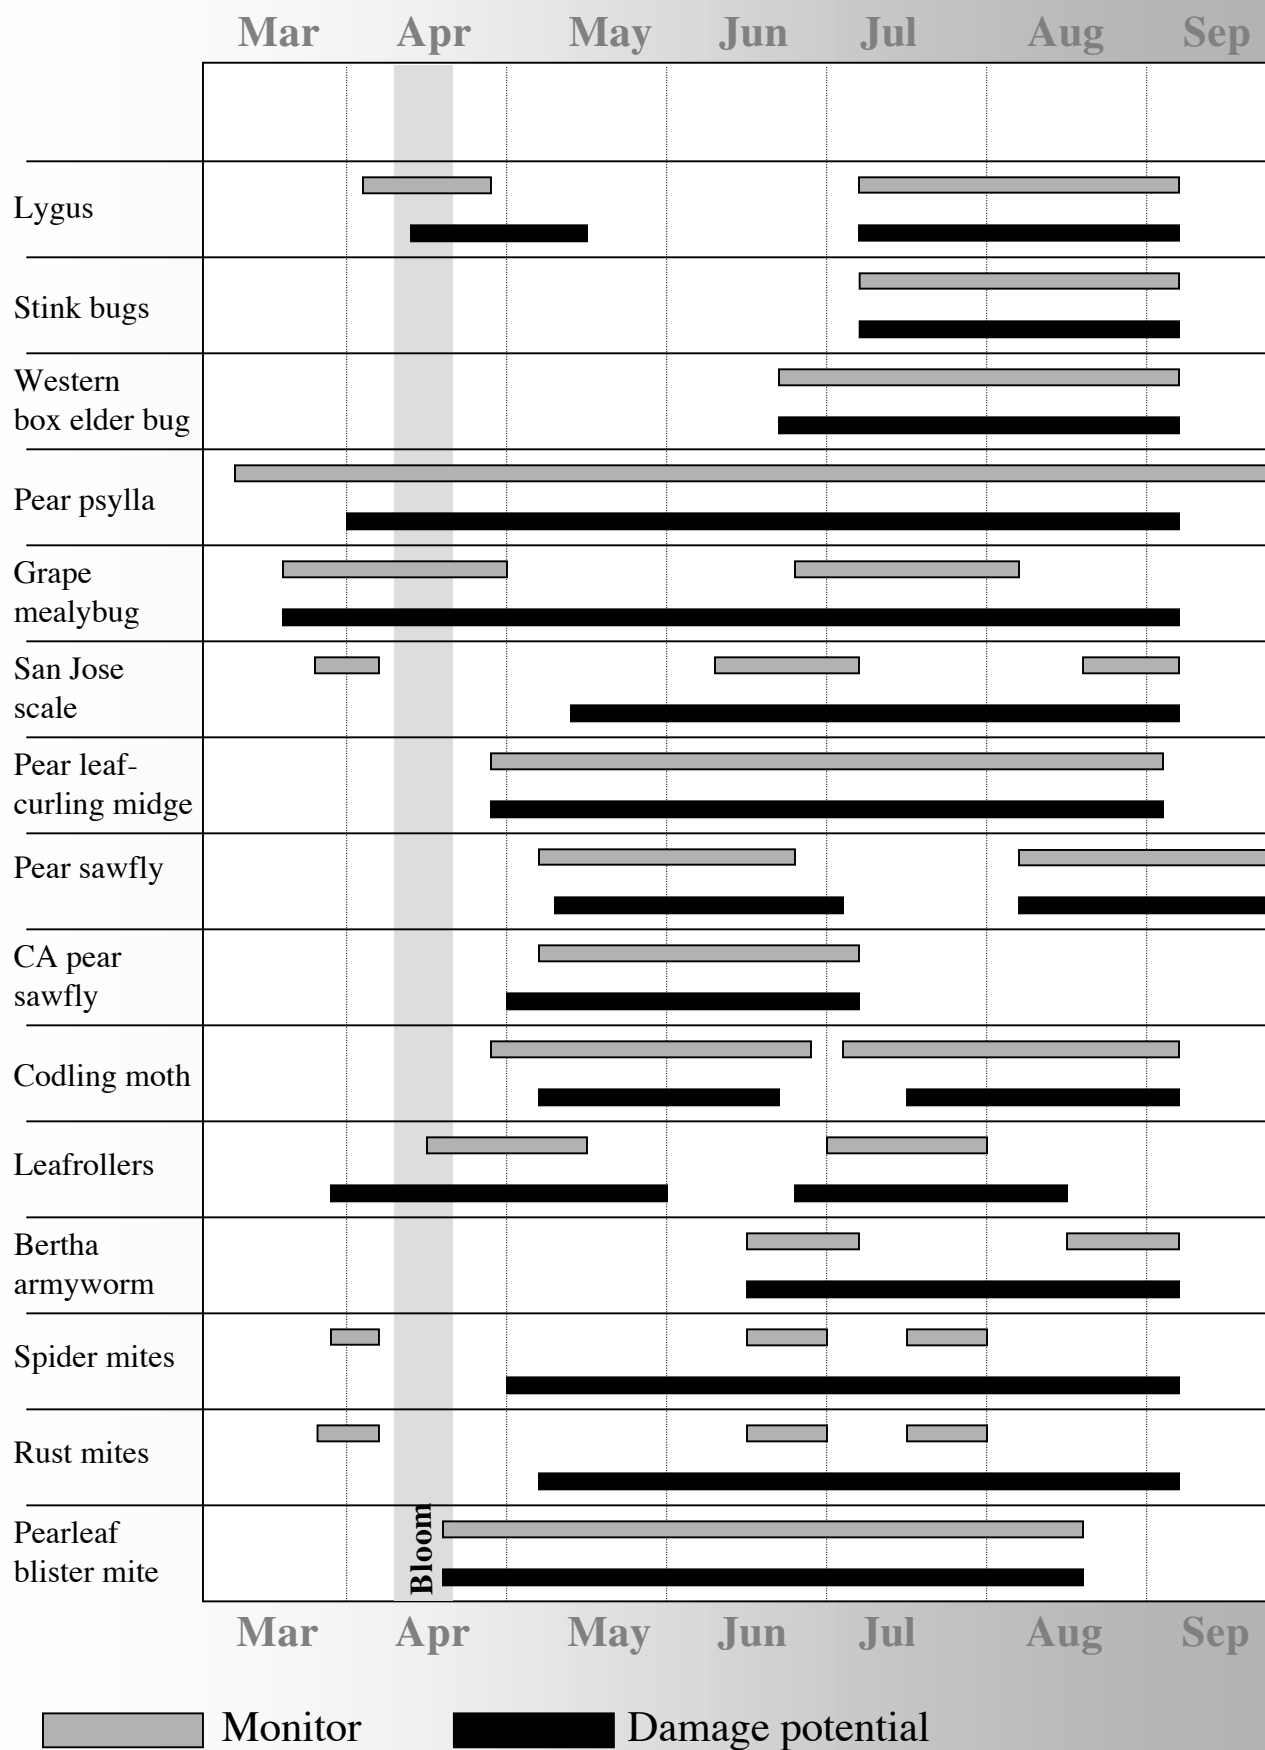 Mar Apr May Jun Jul Aug Sep
Lygus
Stink bugs
Western
box elder bug
Pear psylla
Grape
mealybug
San Jose
scale
Pear leaf-
curling midge
Pear sawfly
CA pear
sawfly
Codling moth
Leafrollers
Bertha
armyworm
Spider mites
Rust mites
Pearleaf
blister mite
Bloom
Mar Apr May Jun Jul Aug Sep
Monitor Damage potential